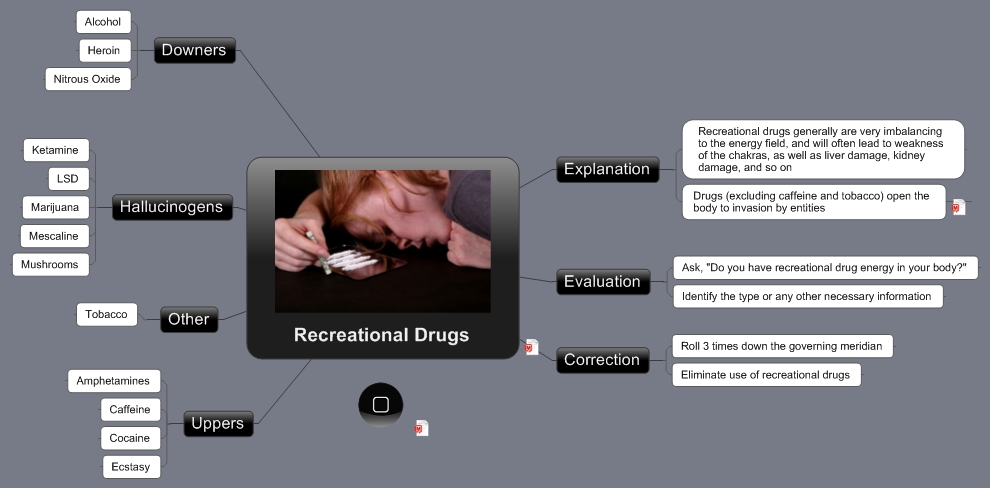 Alcohol
Heroin
Nitrous Oxide
Downers
Ketamine
LSD
Marijuana
Mescaline
Mushrooms
Hallucinogens
Tobacco
Other
Amphetamines
Caffeine
Cocaine
Ecstasy
Uppers
Recreational Drugs
Explanation
Recreational drugs generally are very imbalancing
to the energy field, and will often lead to weakness
of the chakras, as well as liver damage, kidney
damage, and so on
Drugs (excluding caffeine and tobacco) open the
body to invasion by entities
Evaluation
Ask, "Do you have recreational drug energy in your body?"
Identify the type or any other necessary information
Correction
Roll 3 times down the governing meridian
Eliminate use of recreational drugs